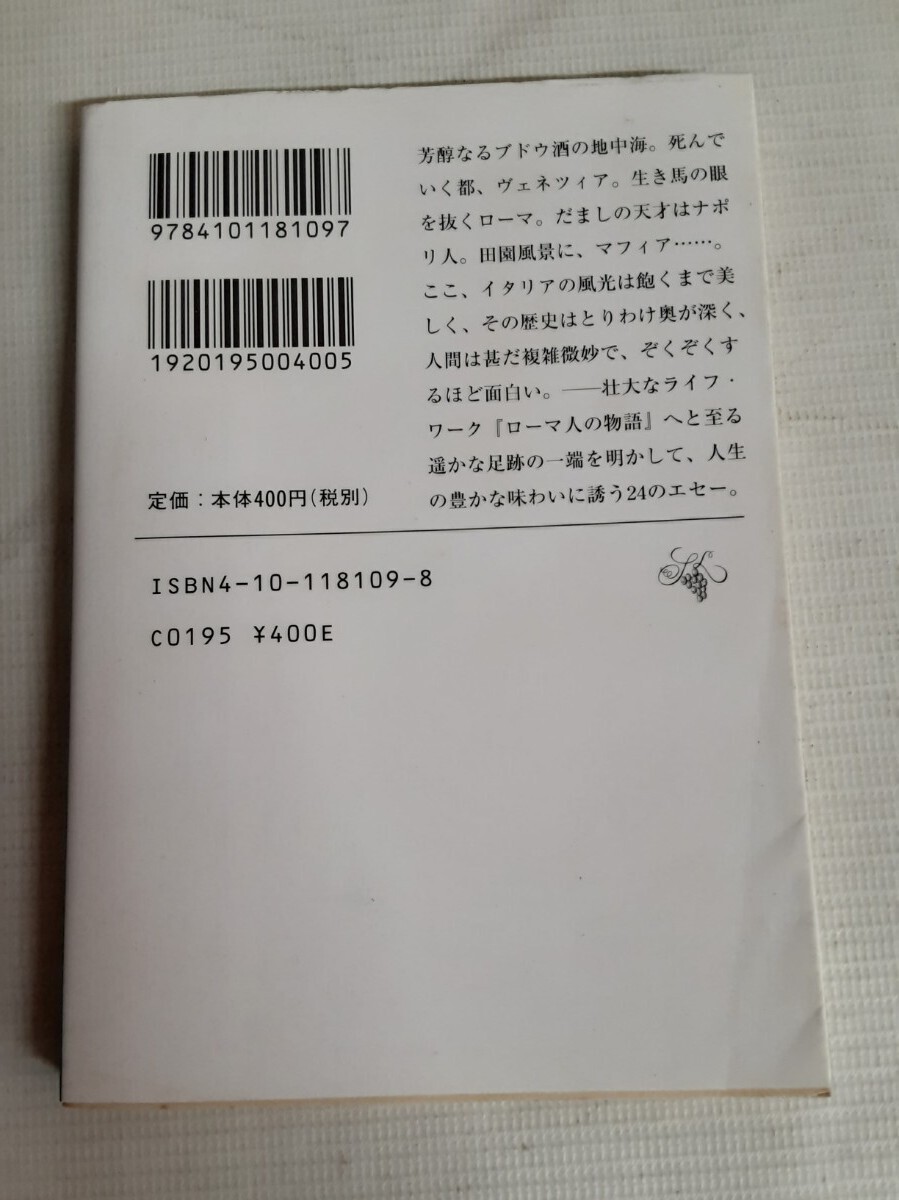 9784101181097
1920195004005
定価：本体400円(税別)
芳醇なるブドウ酒の地中海。死んで
いく都、ヴェネツィア。生き馬の眼
を抜くローマ。だましの天才はナポ
リ人。田園風景に、マフィア……。
ここ、イタリアの風光は飽くまで美
しく、その歴史はとりわけ奥が深く、
人間は甚だ複雑微妙で、ぞくぞくす
るほど面白い。――壮大なライフ・
ワーク『ローマ人の物語』へと至る
遥かな足跡の一端を明かして、人生
の豊かな味わいに誘う24のエセー。
ISBN4-10-118109-8
C0195 ¥400E